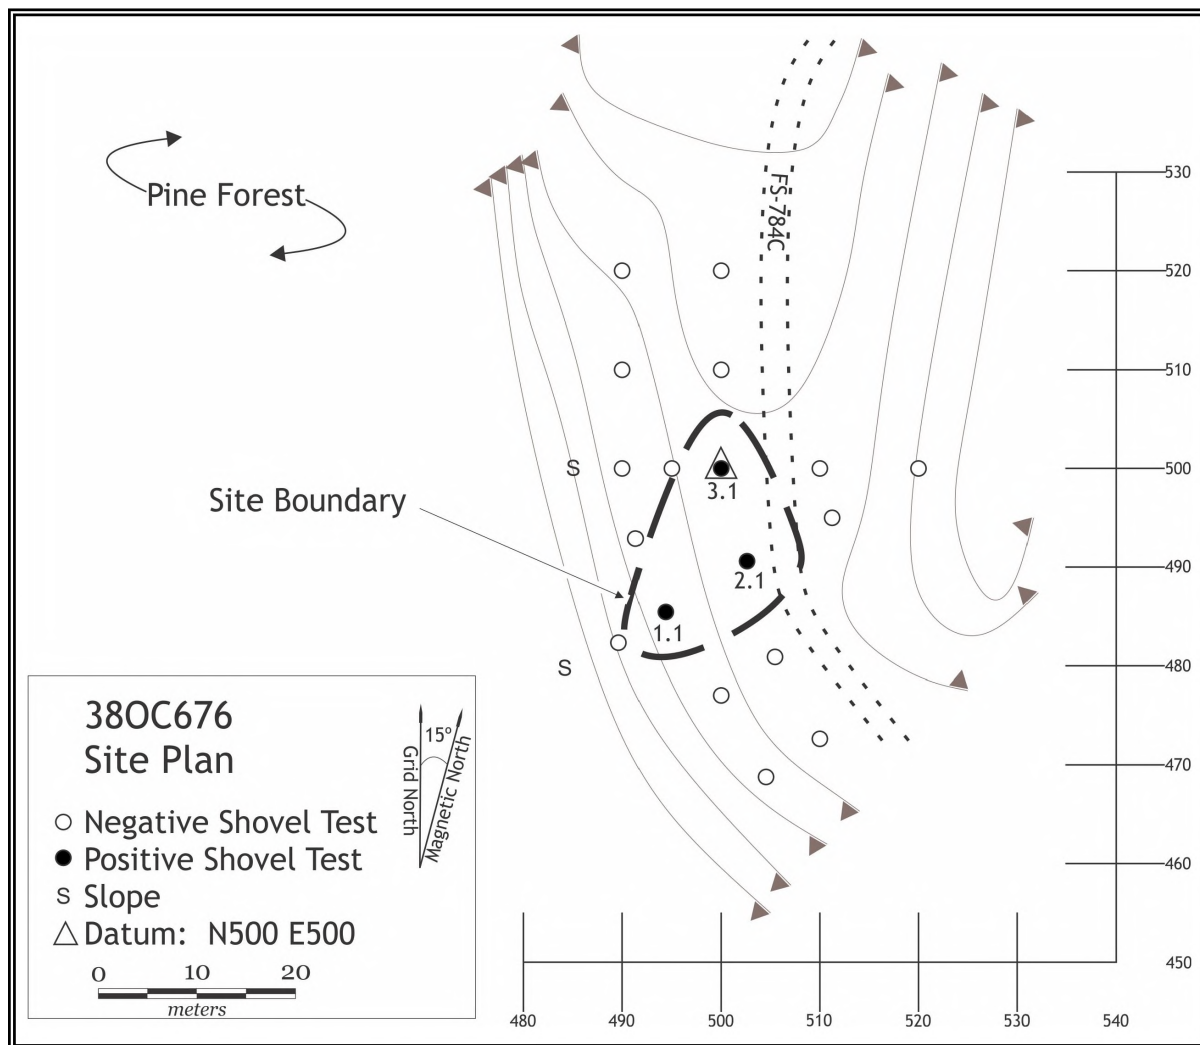 Pine Forest
FS-784C
530
520
510
S
500
3.1
Site Boundary
490
2.1
1.1
S
480
38OC676
Site Plan
15°
Grid North
Magnetic North
470
Negative Shovel Test
Positive Shovel Test
S Slope
Datum: N500 E500
460
0 10 20
meters
450
480 490 500 510 520 530 540